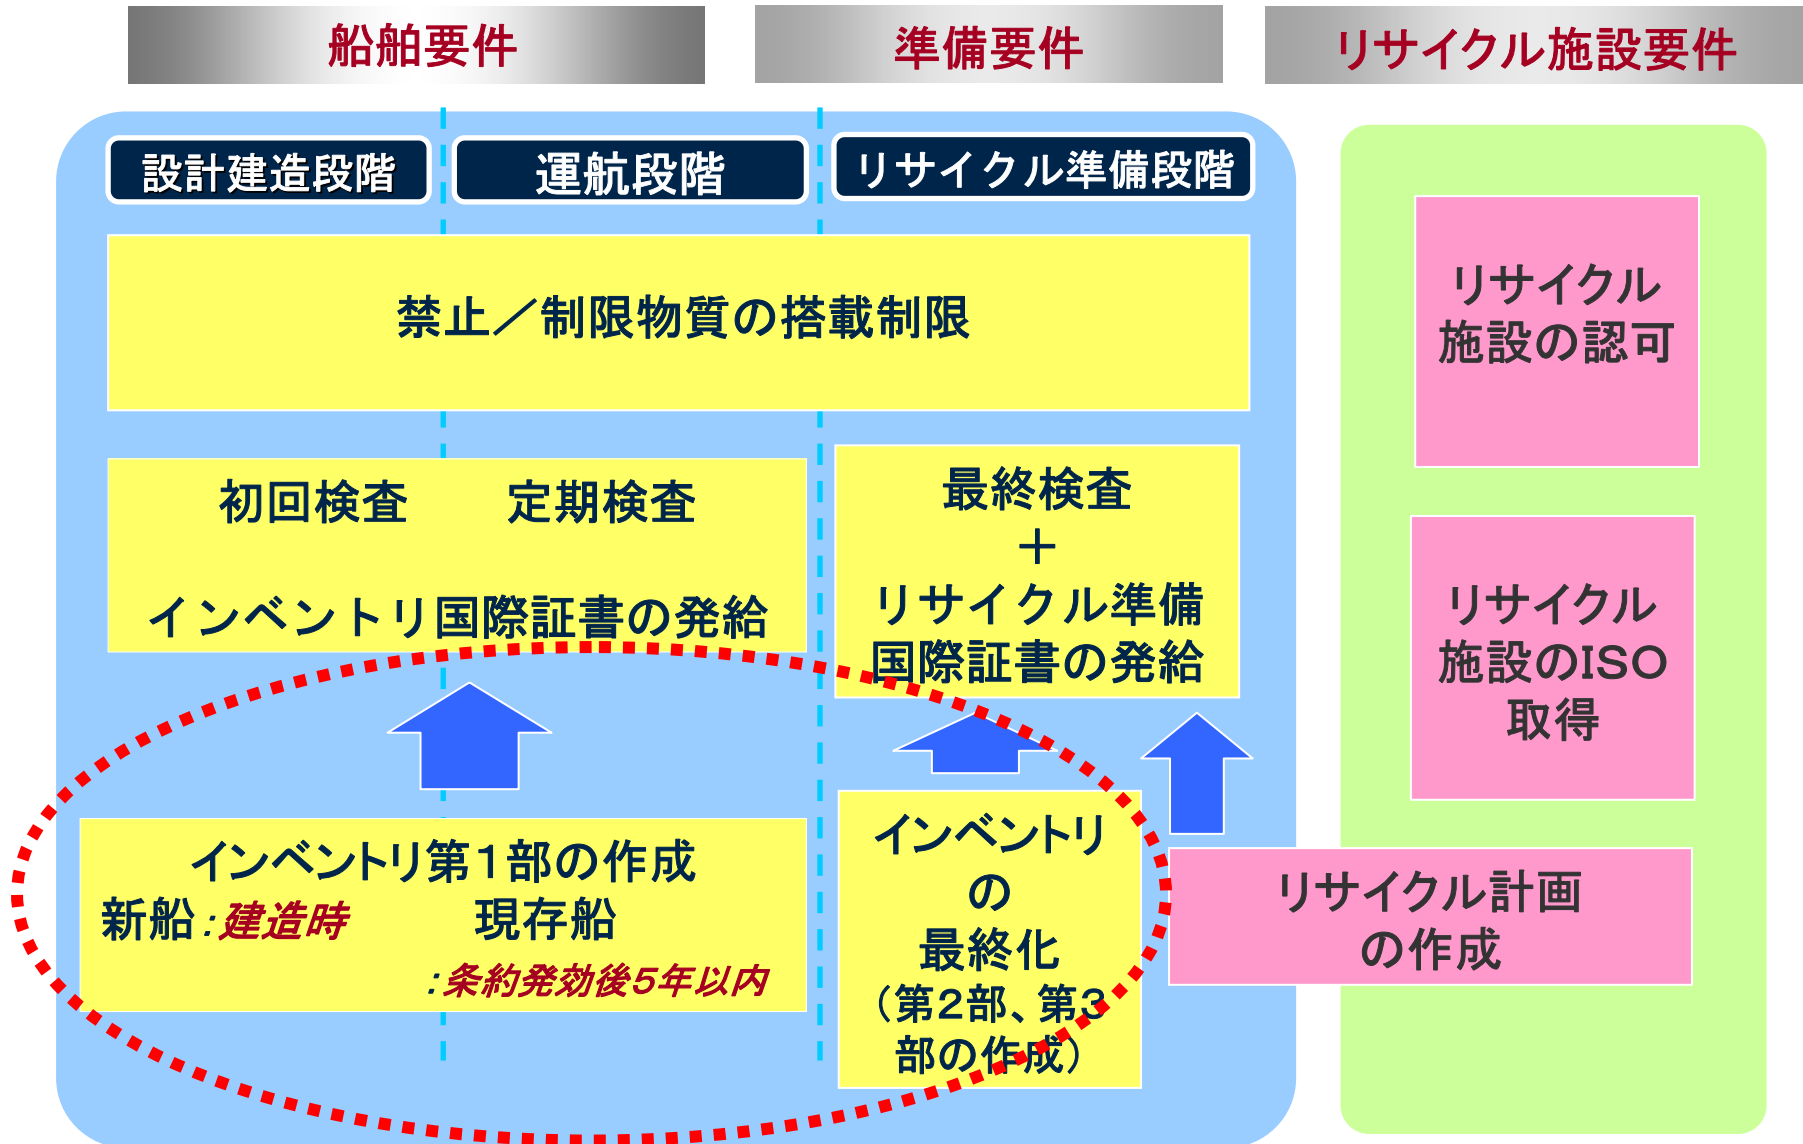 船舶要件
準備要件
リサイクル施設要件
設計建造段階
運航段階
リサイクル準備段階
禁止／制限物質の搭載制限
初回検査 定期検査
インベントリ国際証書の発給
最終検査
＋
リサイクル準備
国際証書の発給
インベントリ第１部の作成
新船：建造時 現存船
：条約発効後５年以内
インベントリ
の
最終化
（第２部、第３
部の作成）
リサイクル
施設の認可
リサイクル
施設のＩＳＯ
取得
リサイクル計画
の作成